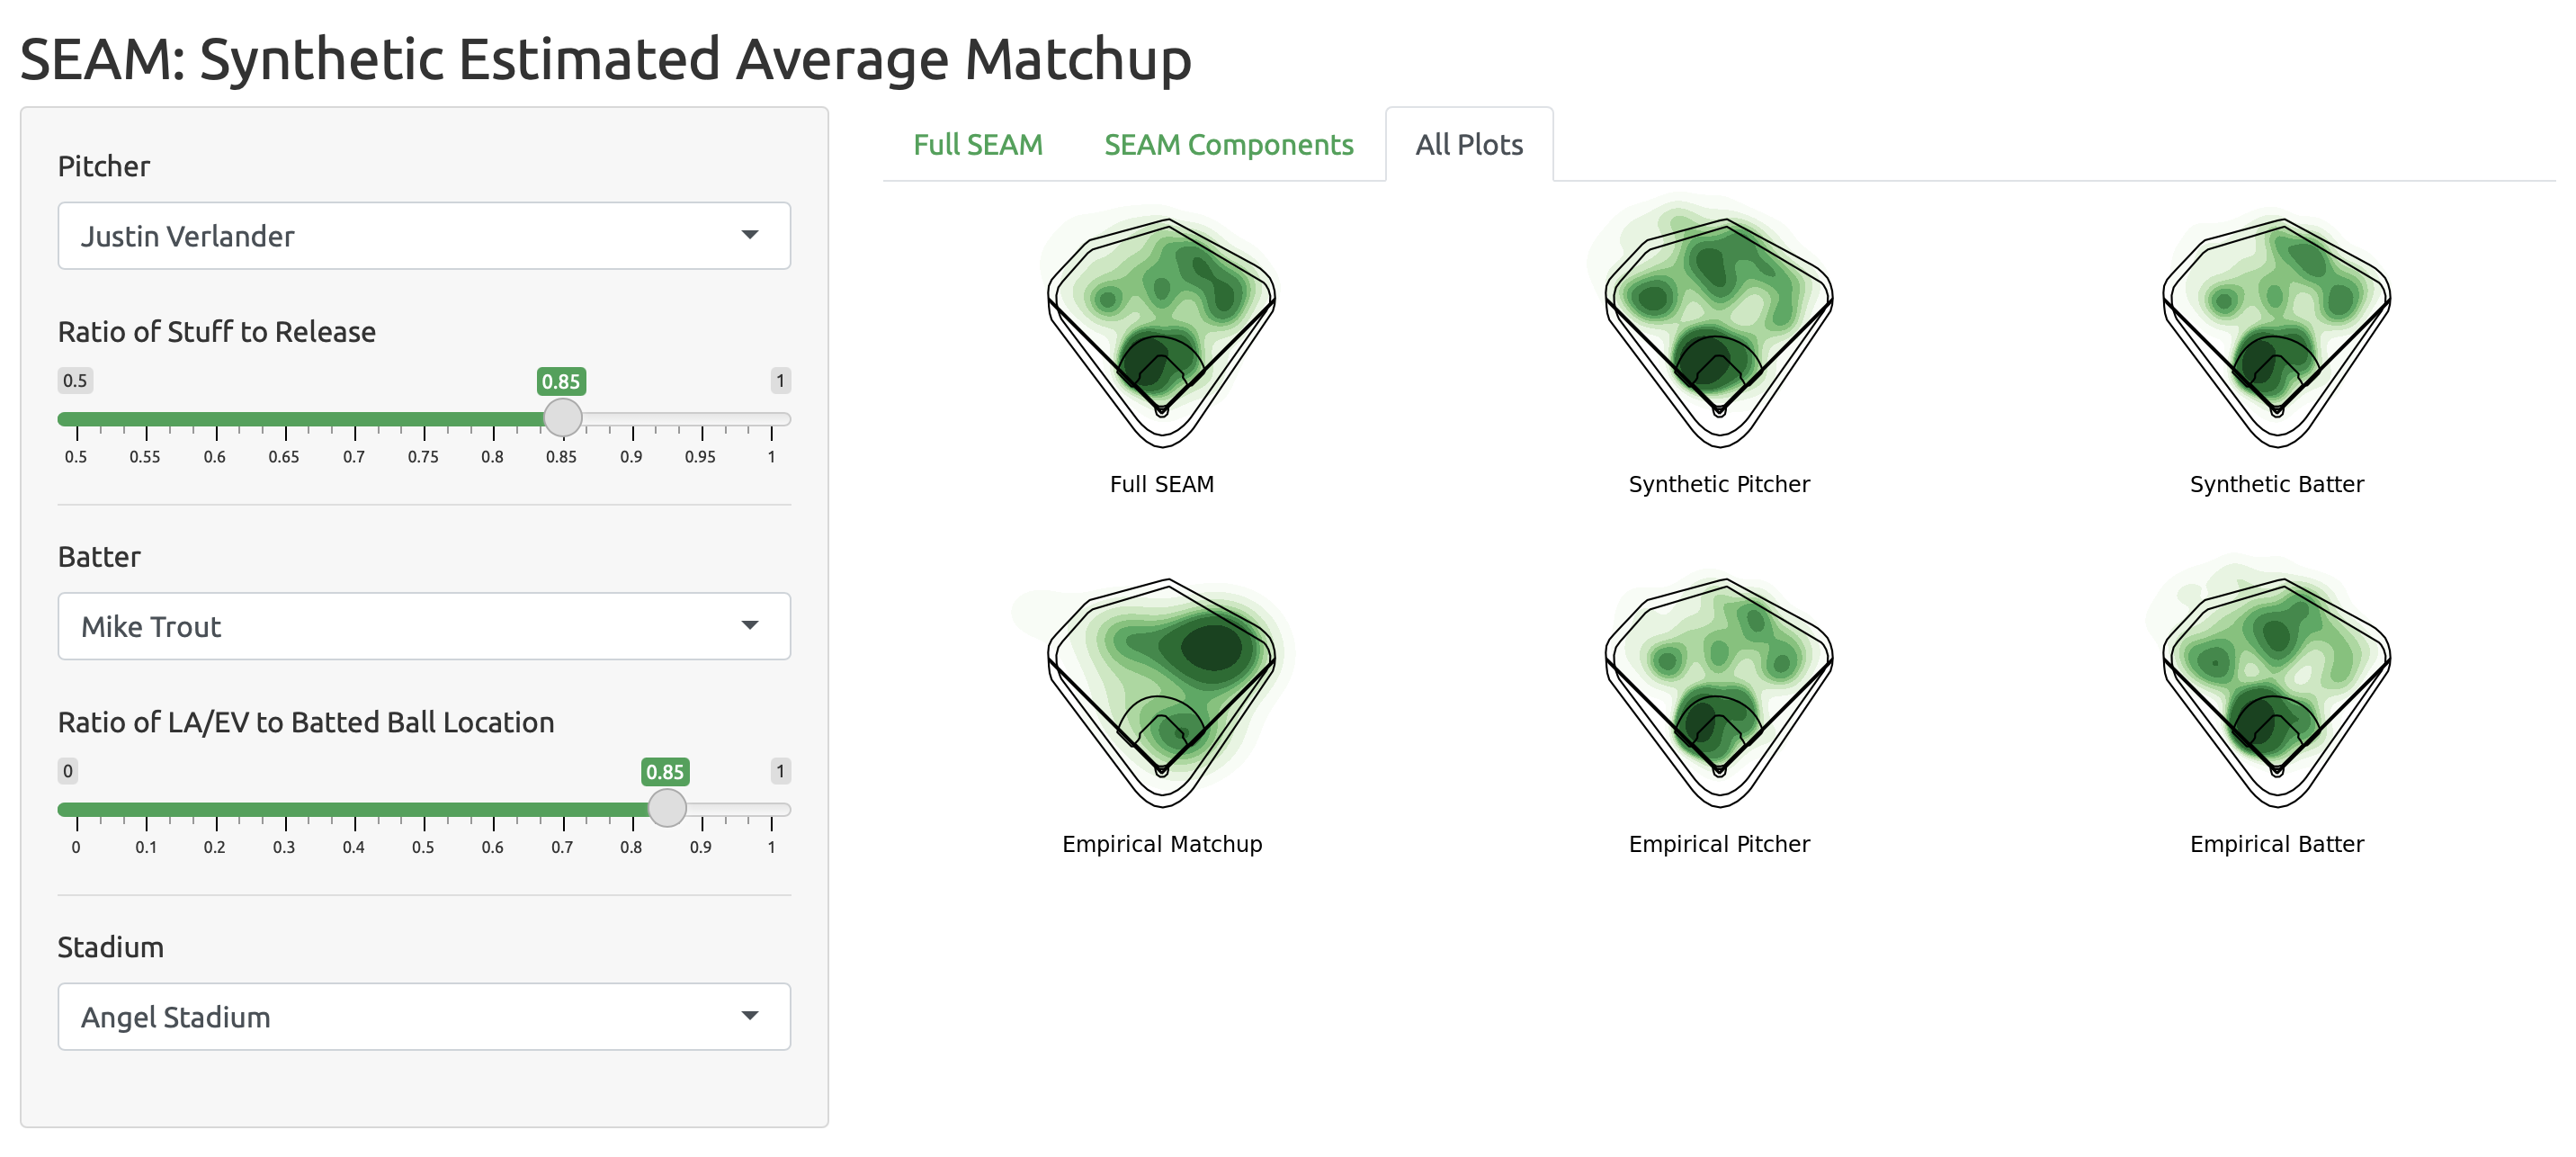 SEAM: Synthetic Estimated Average Matchup
Pitcher
Justin Verlander
Ratio of Stuff to Release
0.5 0.85 1
0.5 0.55 0.6 0.65 0.7 0.75 0.8 0.85 0.9 0.95 1
Batter
Mike Trout
Ratio of LA/EV to Batted Ball Location
0 0.85 1
0 0.1 0.2 0.3 0.4 0.5 0.6 0.7 0.8 0.9 1
Stadium
Angel Stadium
Full SEAM SEAM Components All Plots
Full SEAM Synthetic Pitcher Synthetic Batter
Empirical Matchup Empirical Pitcher Empirical Batter